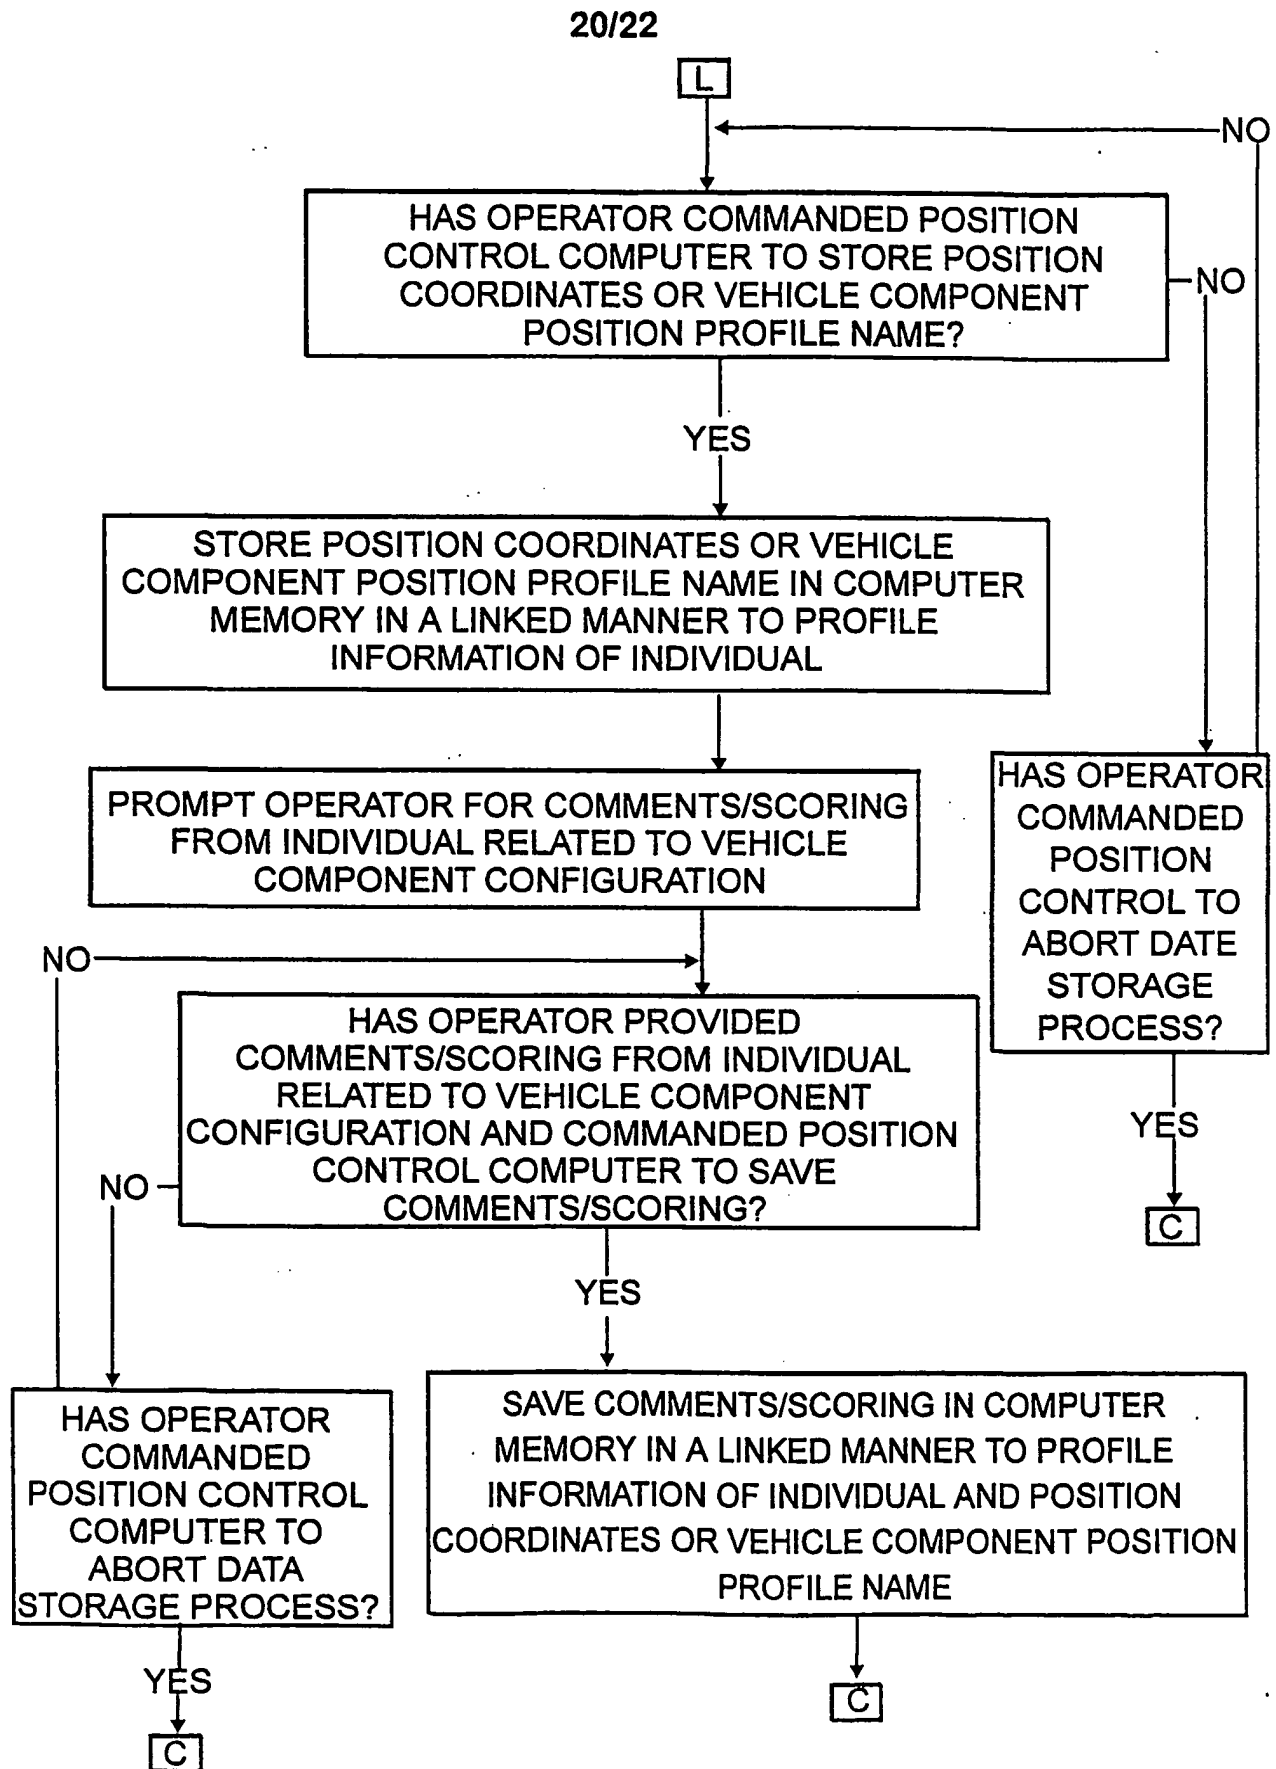 20/22
L
NO
HAS OPERATOR COMMANDED POSITION
CONTROL COMPUTER TO STORE POSITION
COORDINATES OR VEHICLE COMPONENT
POSITION PROFILE NAME?
NO
YES
STORE POSITION COORDINATES OR VEHICLE
COMPONENT POSITION PROFILE NAME IN COMPUTER
MEMORY IN A LINKED MANNER TO PROFILE
INFORMATION OF INDIVIDUAL
HAS OPERATOR
COMMANDED
POSITION
CONTROL TO
ABORT DATE
STORAGE
PROCESS?
YES
C
PROMPT OPERATOR FOR COMMENTS/SCORING
FROM INDIVIDUAL RELATED TO VEHICLE
COMPONENT CONFIGURATION
NO
HAS OPERATOR PROVIDED
COMMENTS/SCORING FROM INDIVIDUAL
RELATED TO VEHICLE COMPONENT
CONFIGURATION AND COMMANDED POSITION
CONTROL COMPUTER TO SAVE
COMMENTS/SCORING?
NO
YES
HAS OPERATOR
COMMANDED
POSITION CONTROL
COMPUTER TO
ABORT DATA
STORAGE PROCESS?
YES
C
SAVE COMMENTS/SCORING IN COMPUTER
MEMORY IN A LINKED MANNER TO PROFILE
INFORMATION OF INDIVIDUAL AND POSITION
COORDINATES OR VEHICLE COMPONENT POSITION
PROFILE NAME
C